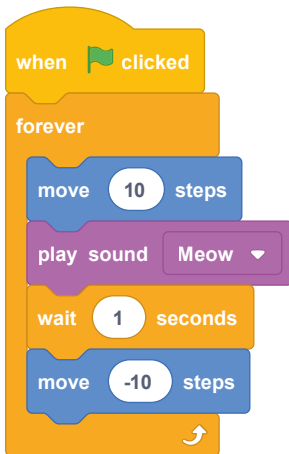 when clicked
forever
move 10 steps
play sound Meow
wait 1 seconds
move -10 steps